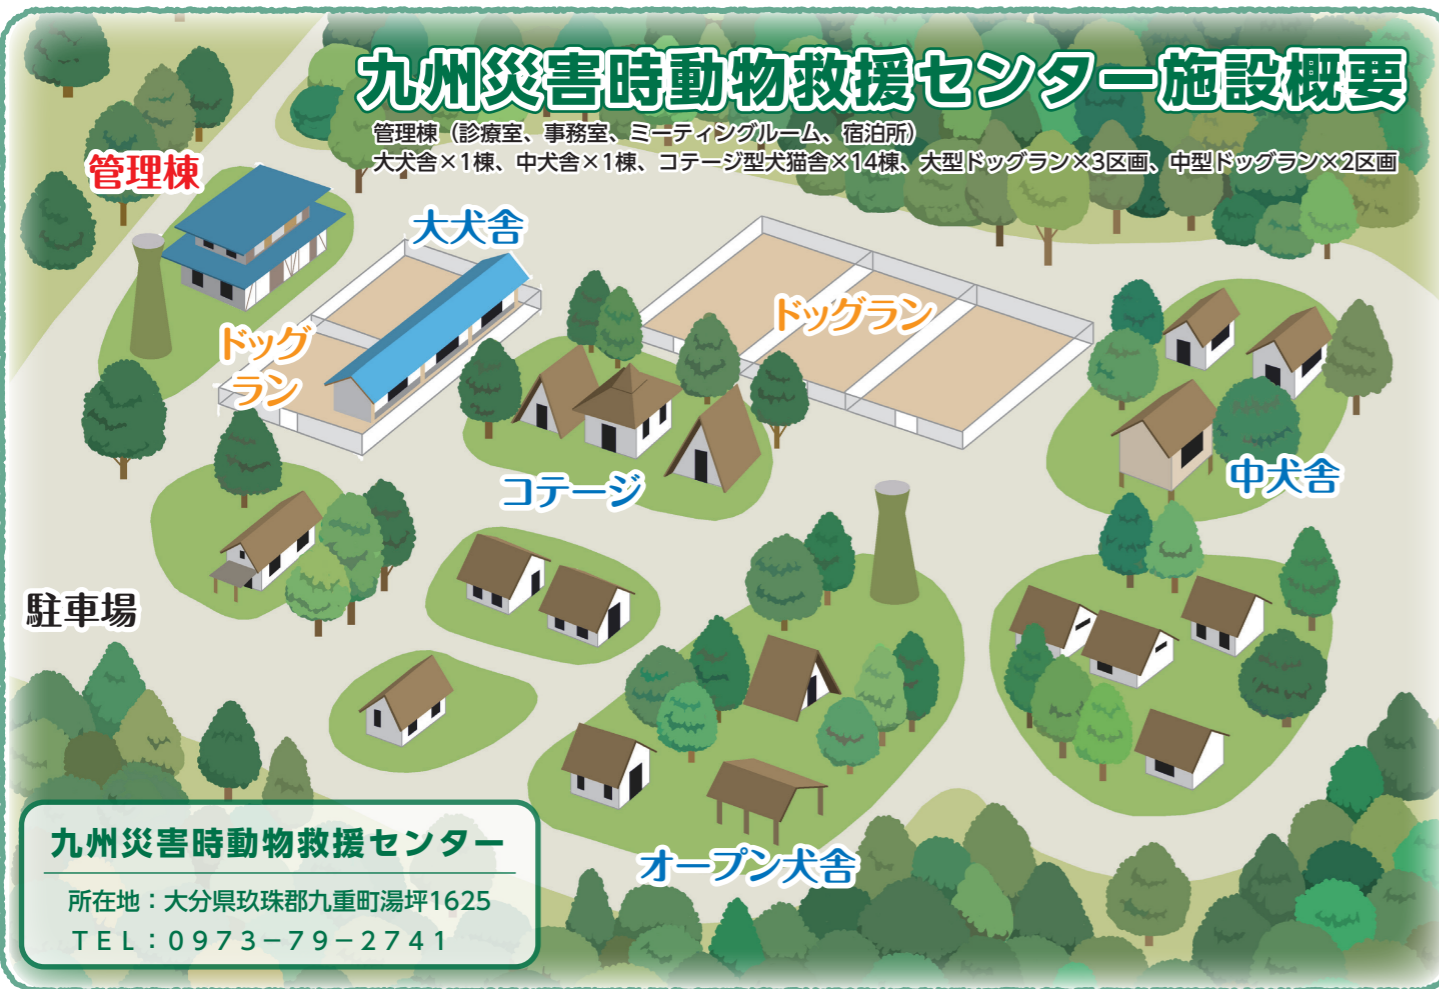 九州災害時動物救援センター施設概要
管理棟（診療室、事務室、ミーティングルーム、宿泊所）
大犬舎×1棟、中犬舎×1棟、コテージ型犬猫舎×14棟、大型ドッグラン×3区画、中型ドッグラン×2区画
管理棟
大犬舎
ドッグ
ラン
ドッグラン
コテージ
中犬舎
駐車場
オープン犬舎
九州災害時動物救援センター
所在地：大分県玖珠郡九重町湯坪1625
ＴＥＬ：０９７３－７９－２７４１